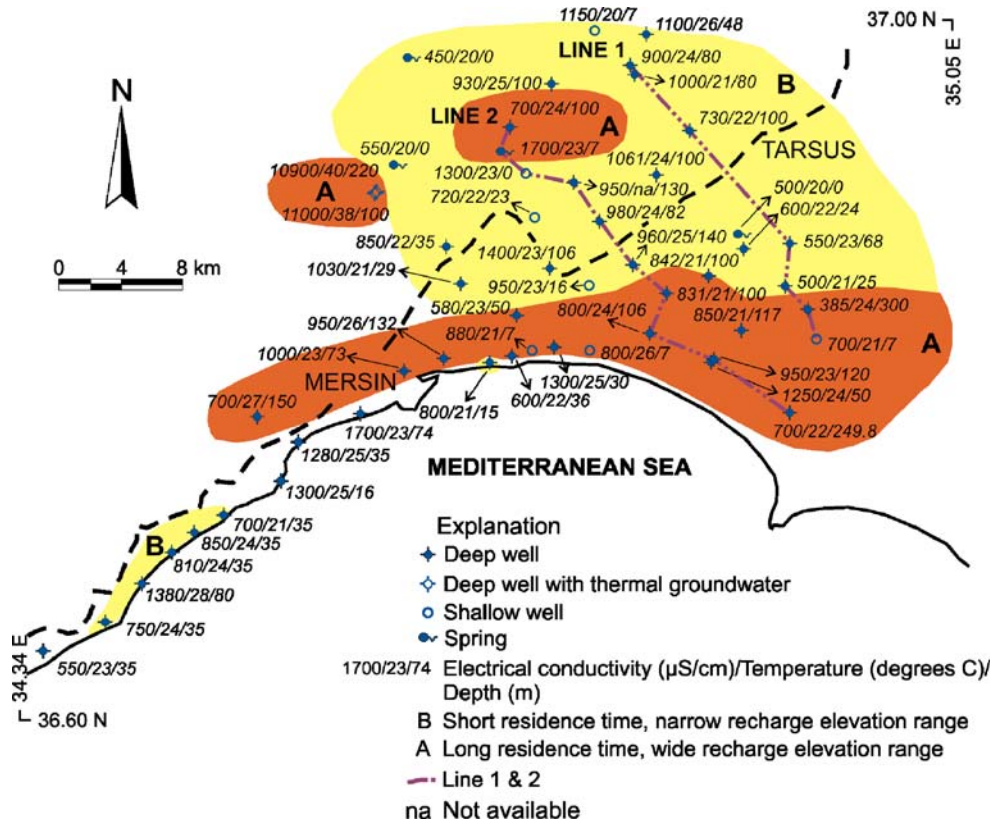 1150/20/7
1100/26/48
37.00 N
35.05 E
LINE 1
900/24/80
450/20/0
1000/21/80
B
930/25/100
N
LINE 2
700/24/100
A
730/22/100
TARSUS
1700/23/7
550/20/0
1061/24/100
10900/40/220
1300/23/0
950/na/130
500/20/0
A
11000/38/100
720/22/23
980/24/82
600/22/24
850/22/35
1400/23/106
960/25/140
550/23/68
0 4 8 km
842/21/100
1030/21/29
950/23/16
831/21/100
500/21/25
580/23/50
800/24/106
850/21/117
385/24/300
950/26/132
880/21/7
700/21/7
A
1000/23/73
800/26/7
950/23/120
MERSIN
1300/25/30
1250/24/50
700/27/150
800/21/15
600/22/36
700/22/249.8
1700/23/74
1280/25/35
MEDITERRANEAN SEA
1300/25/16
700/21/35
B
850/24/35
810/24/35
1380/28/80
750/24/35
550/23/35
34.34 E
36.60 N
Explanation
Deep well
Deep well with thermal groundwater
Shallow well
Spring
1700/23/74 Electrical conductivity (µS/cm)/Temperature (degrees C)/
Depth (m)
B Short residence time, narrow recharge elevation range
A Long residence time, wide recharge elevation range
Line 1 & 2
na Not available